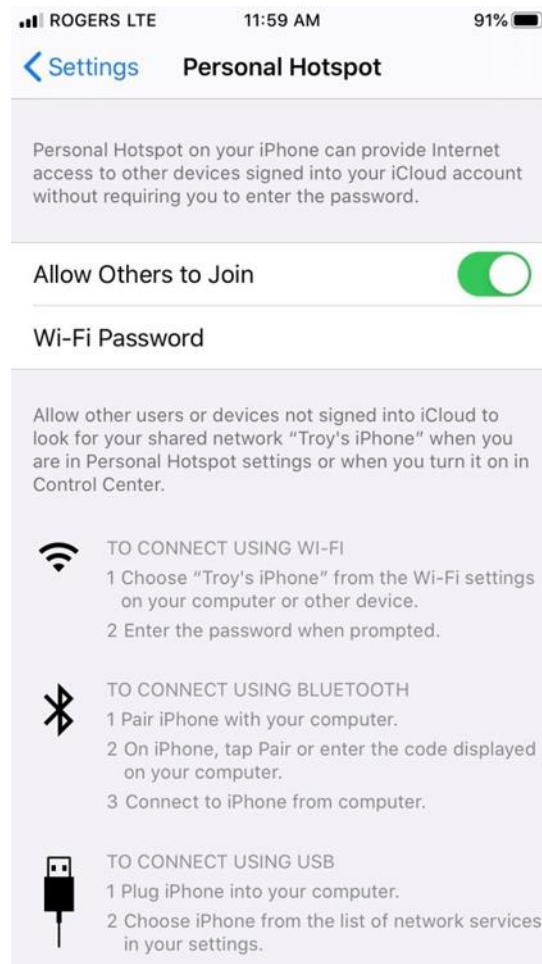 ROGERS LTE 11:59 AM 91%
Settings Personal Hotspot
Personal Hotspot on your iPhone can provide Internet
access to other devices signed into your iCloud account
without requiring you to enter the password.
Allow Others to Join
Wi-Fi Password
Allow other users or devices not signed into iCloud to
look for your shared network “Troy's iPhone” when you
are in Personal Hotspot settings or when you turn it on in
Control Center.
TO CONNECT USING WI-FI
1 Choose “Troy's iPhone” from the Wi-Fi settings
on your computer or other device.
2 Enter the password when prompted.
TO CONNECT USING BLUETOOTH
1 Pair iPhone with your computer.
2 On iPhone, tap Pair or enter the code displayed
on your computer.
3 Connect to iPhone from computer.
TO CONNECT USING USB
1 Plug iPhone into your computer.
2 Choose iPhone from the list of network services
in your settings.